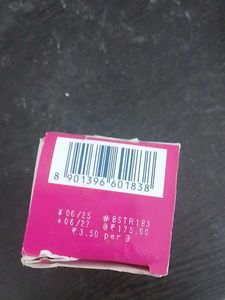 8 901396 601838
¥ 06/25 #BSTR183
+ 06/27 @₹175.00
₹3.50 per g